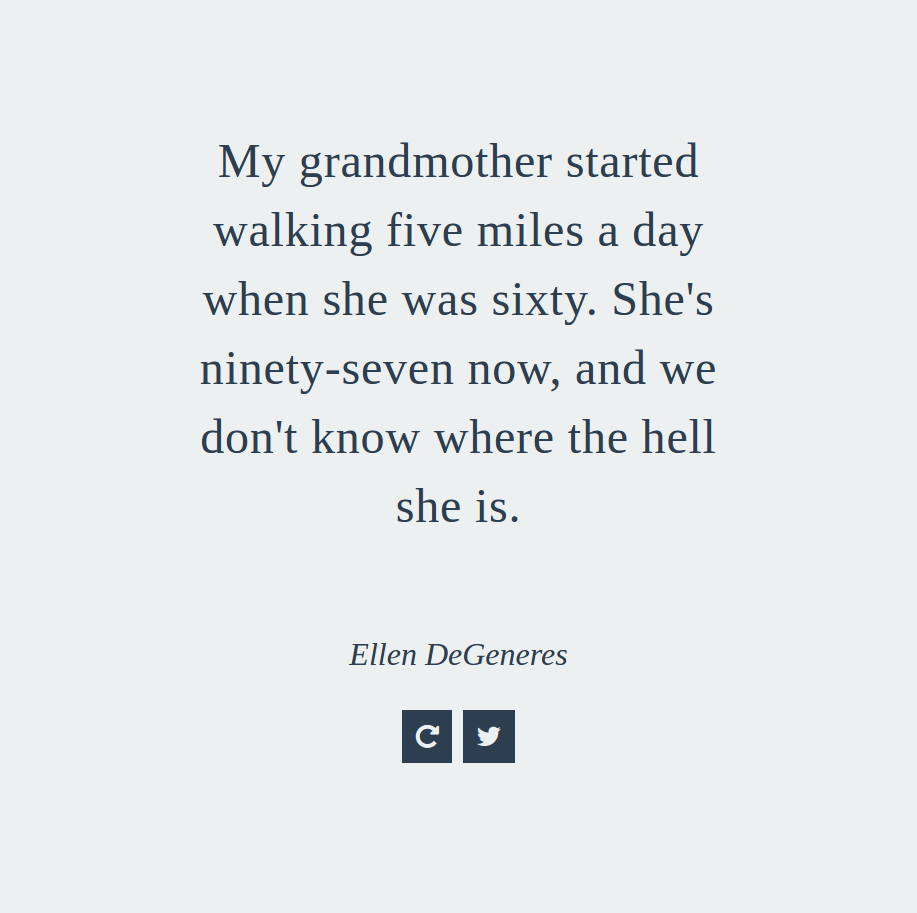 My grandmother started
walking five miles a day
when she was sixty. She's
ninety-seven now, and we
don't know where the hell
she is.
Ellen DeGeneres